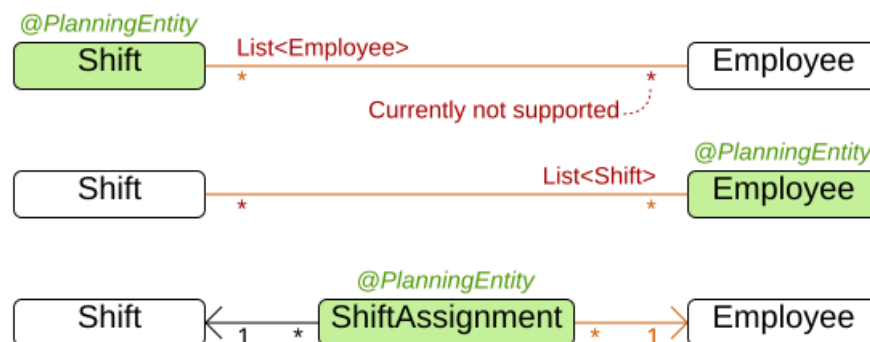 @PlanningEntity
Shift
List<Employee>
*
*
Employee
Currently not supported
@PlanningEntity
Shift
*
List<Shift>
*
Employee
@PlanningEntity
Shift
1
*
ShiftAssignment
*
1
Employee